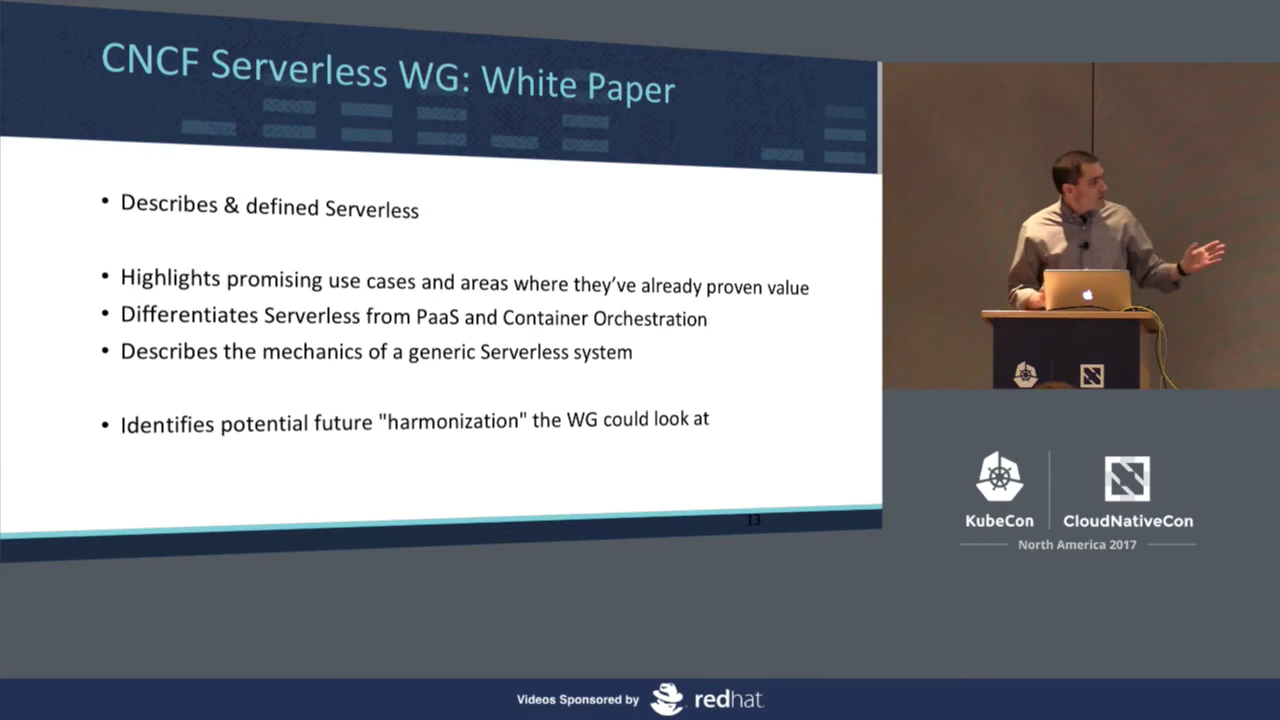 CNCF Serverless WG: White Paper
• Describes & defined Serverless
• Highlights promising use cases and areas where they've already proven value
• Differentiates Serverless from PaaS and Container Orchestration
• Describes the mechanics of a generic Serverless system
• Identifies potential future "harmonization" the WG could look at
13
KubeCon
CloudNativeCon
North America 2017
Videos Sponsored by
redhat